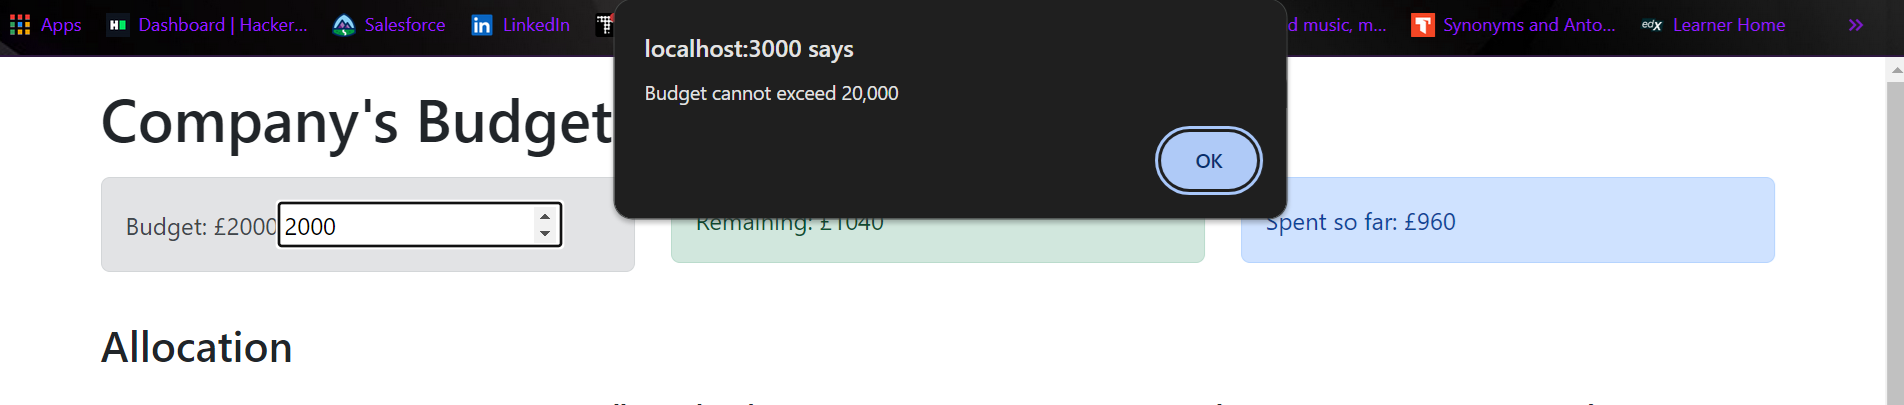 Apps Dashboard | Hacker... Salesforce in LinkedIn d music, m... Synonyms and Anto... edX Learner Home »
localhost:3000 says
Budget cannot exceed 20,000
OK
Company's Budget
Budget: £2000 2000 Remaining: £1040 Spent so far: £960
Allocation